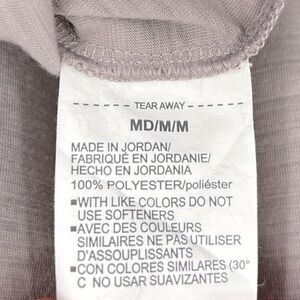 TEAR AWAY
MD/M/M
MADE IN JORDAN/
FABRIQUÉ EN JORDANIE/
HECHO EN JORDANIA
100% POLYESTER/poliéster
■WITH LIKE COLORS DO NOT
USE SOFTENERS
■AVEC DES COULEURS
SIMILAIRES NE PAS UTILISER
D'ASSOUPLISSANTS
■CON COLORES SIMILARES (30°
C NO USAR SUAVIZANTES